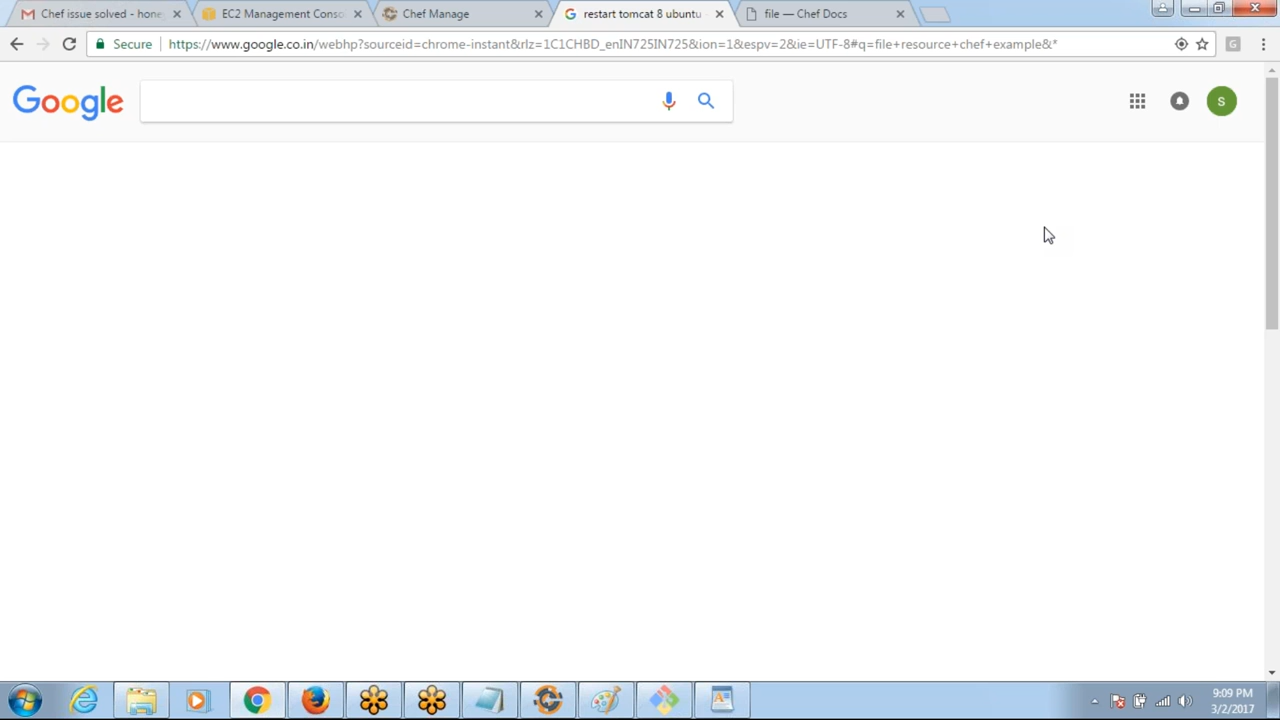 Chef issue solved - hone
EC2 Management Conso
Chef Manage
restart tomcat 8 ubuntu
file — Chef Docs
Secure
https://www.google.co.in/webhp?sourceid=chrome-instant&rlz=1C1CHBD_enIN725IN725&ion=1&espv=2&ie=UTF-8#q=file+resource+chef+example&*
G
Google
S
9:09 PM
3/2/2017